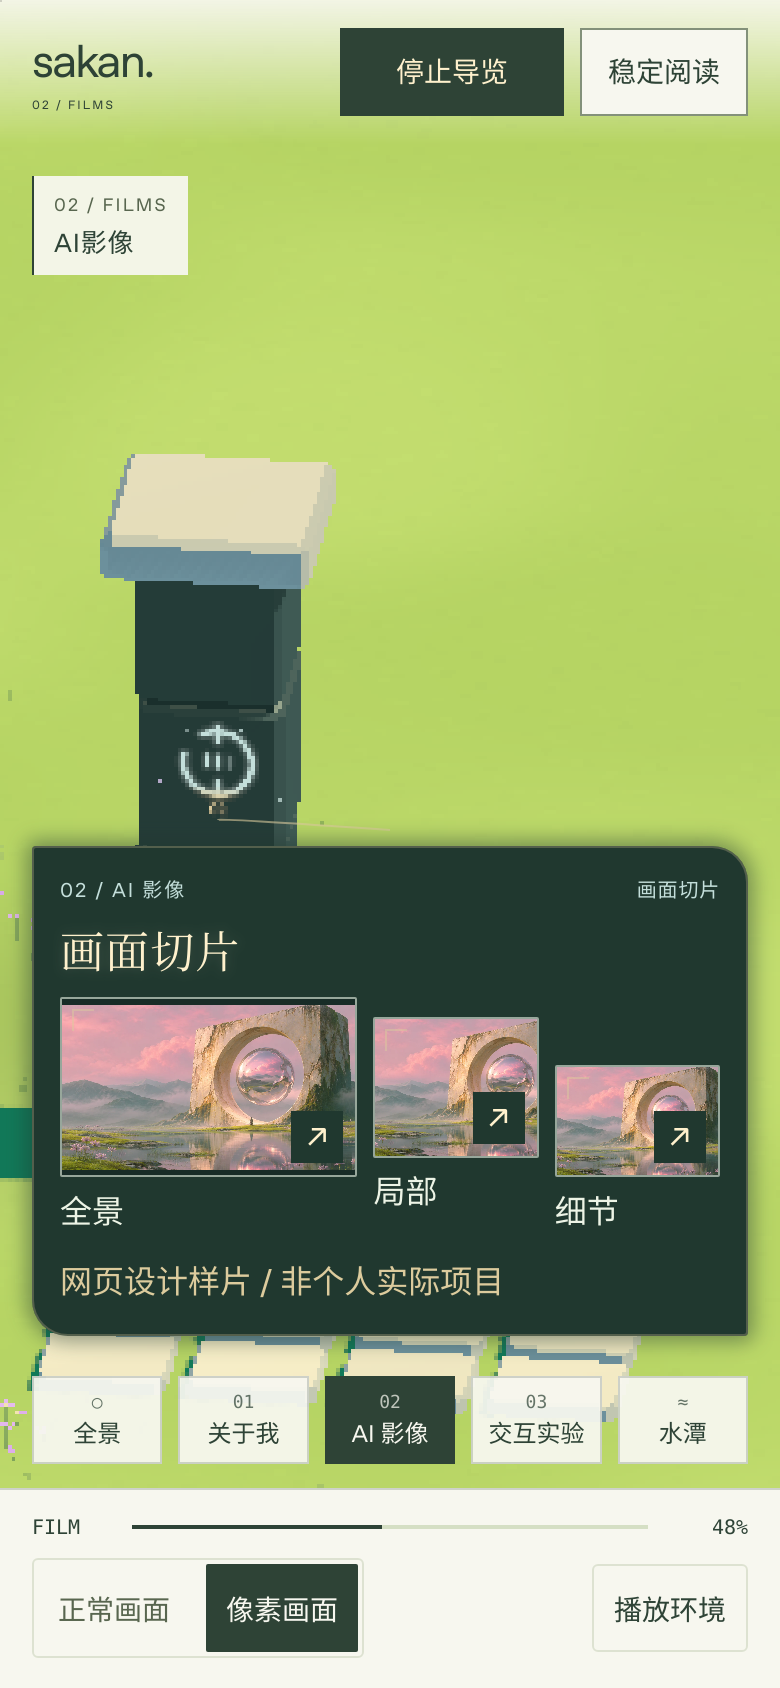 sakan.
02 / FILMS
停止导览
稳定阅读
02 / FILMS
AI影像
02 / AI 影像
画面切片
画面切片
全景
局部
细节
网页设计样片 / 非个人实际项目
○
全景
01
关于我
02
AI 影像
03
交互实验
≈
水潭
FILM
48%
正常画面
像素画面
播放环境